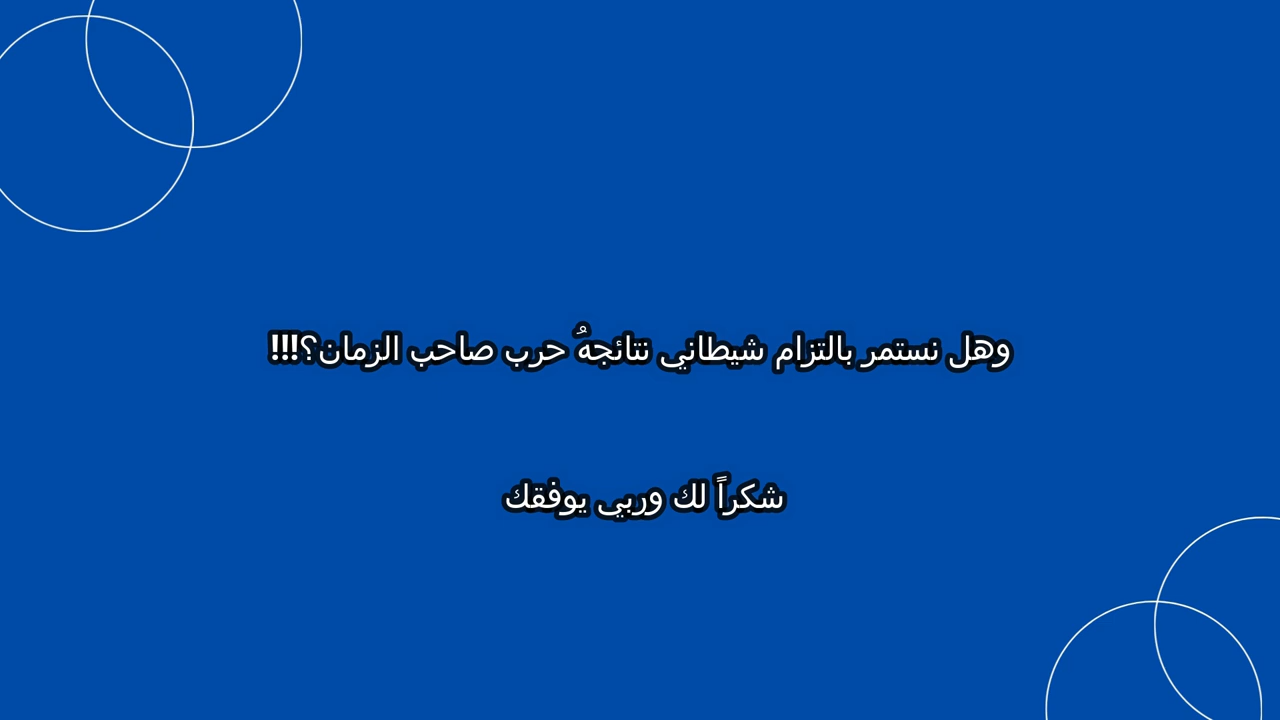 وهل نستمر بالتزام شيطاني نتائجهُ حرب صاحب الزمان؟!!!
شكراً لك وربي يوفقك